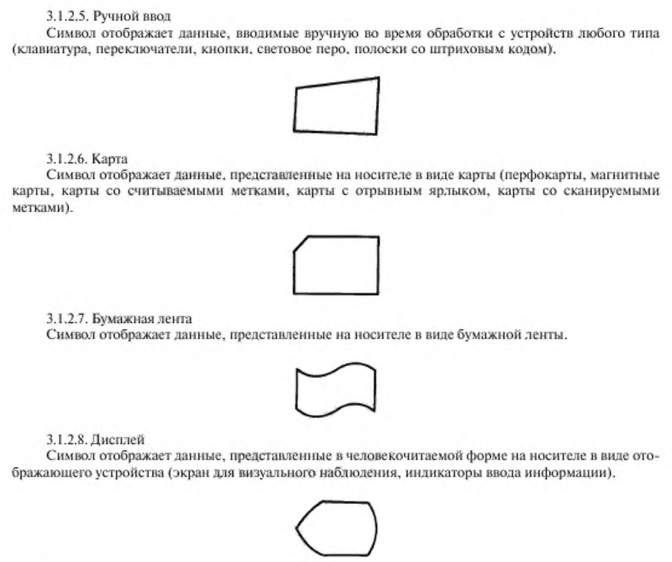 3.1.2.5. Ручной ввод
Символ отображает данные, вводимые вручную во время обработки с устройств любого типа
(клавиатура, переключатели, кнопки, световое перо, полоски со штриховым кодом).
3.1.2.6. Карта
Символ отображает данные, представленные на носителе в виде карты (перфокарты, магнитные
карты, карты со считываемыми метками, карты с отрывным ярлыком, карты со сканируемыми
метками).
3.1.2.7. Бумажная лента
Символ отображает данные, представленные на носителе в виде бумажной ленты.
3.1.2.8. Дисплей
Символ отображает данные, представленные в человекочитаемой форме на носителе в виде ото-
бражающего устройства (экран для визуального наблюдения, индикаторы ввода информации).